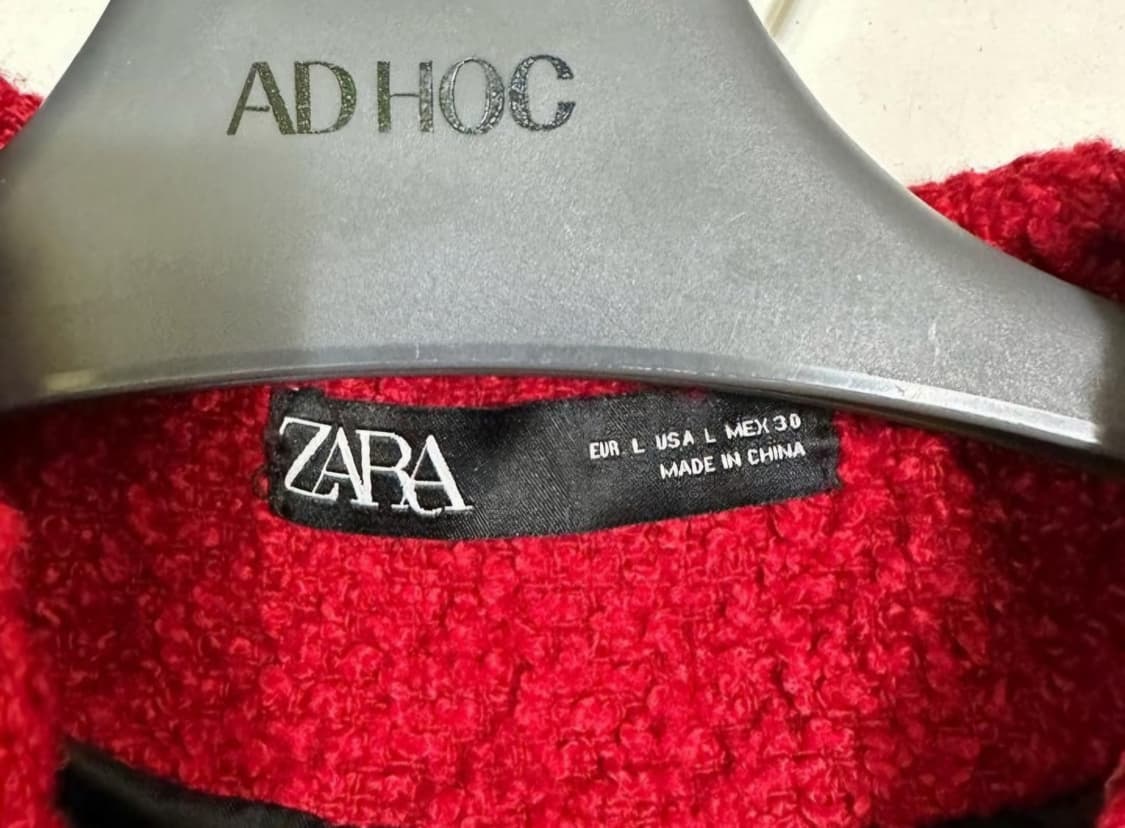 AD HOC
ZARA
EUR L USA L MEX 30
MADE IN CHINA